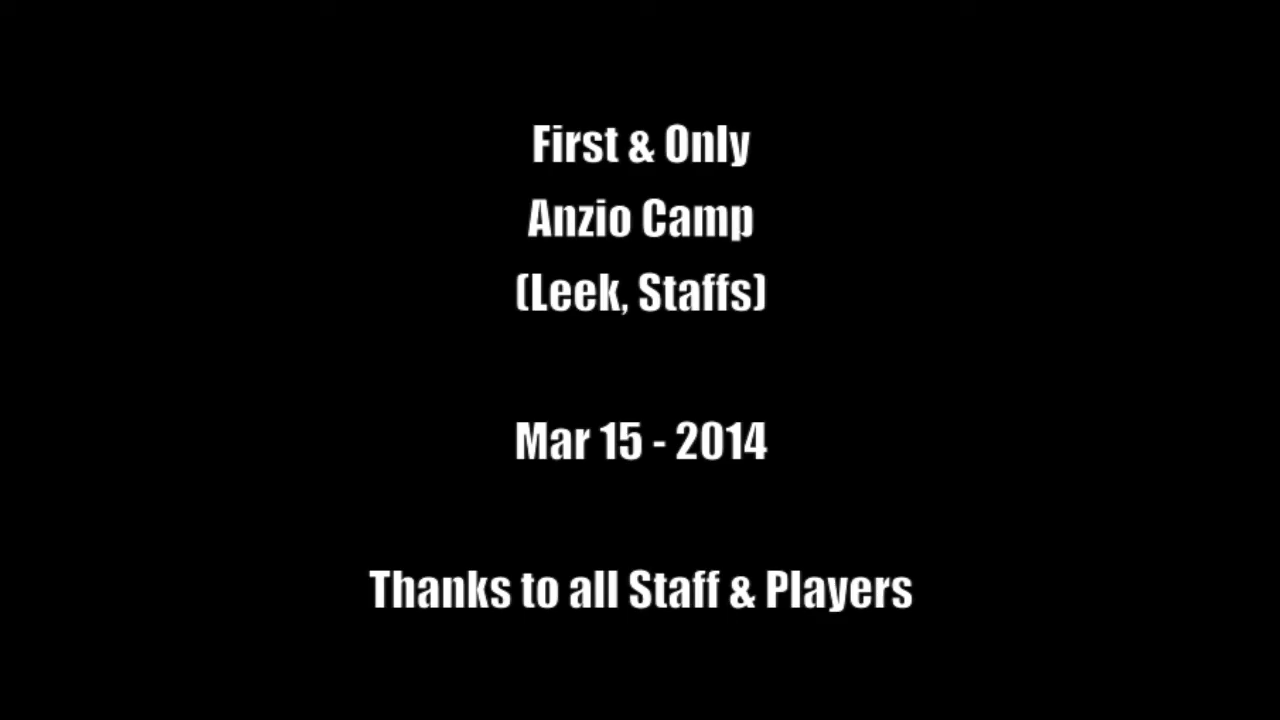 First & Only
Anzio Camp
(Leek, Staffs)
Mar 15 - 2014
Thanks to all Staff & Players